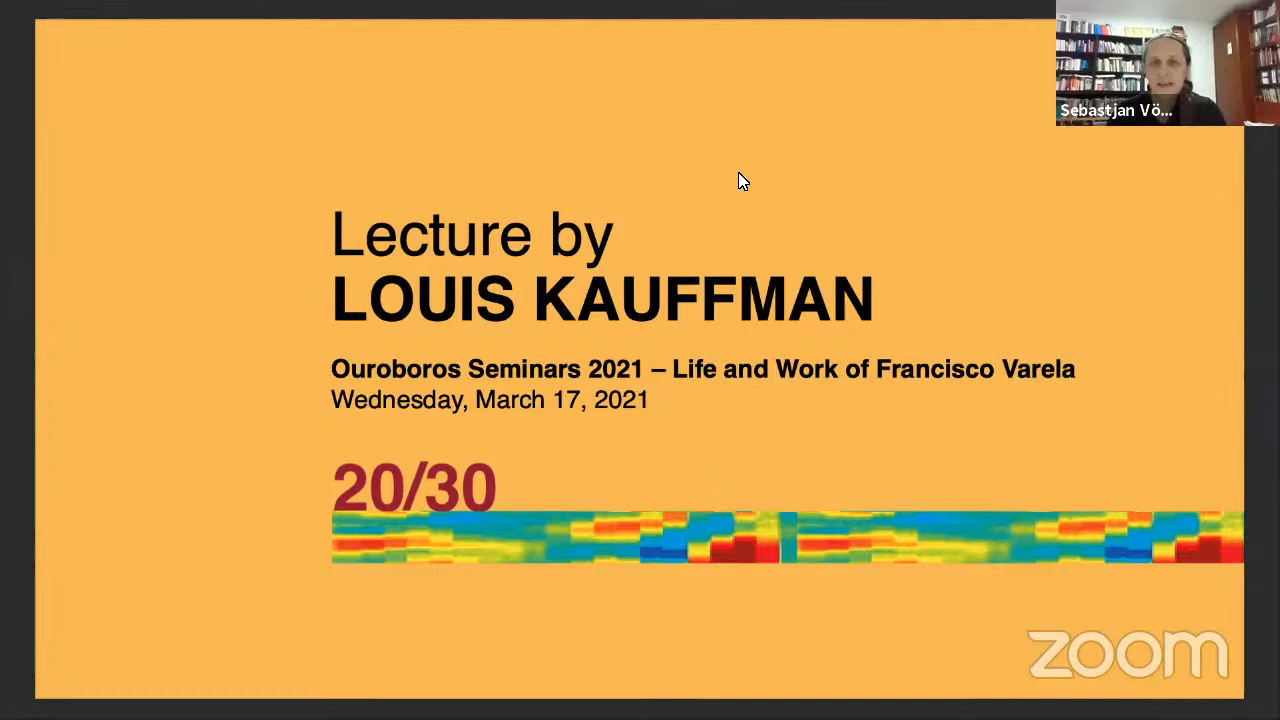 Sebastjan Vö...
Lecture by
LOUIS KAUFFMAN
Ouroboros Seminars 2021 – Life and Work of Francisco Varela
Wednesday, March 17, 2021
20/30
zoom